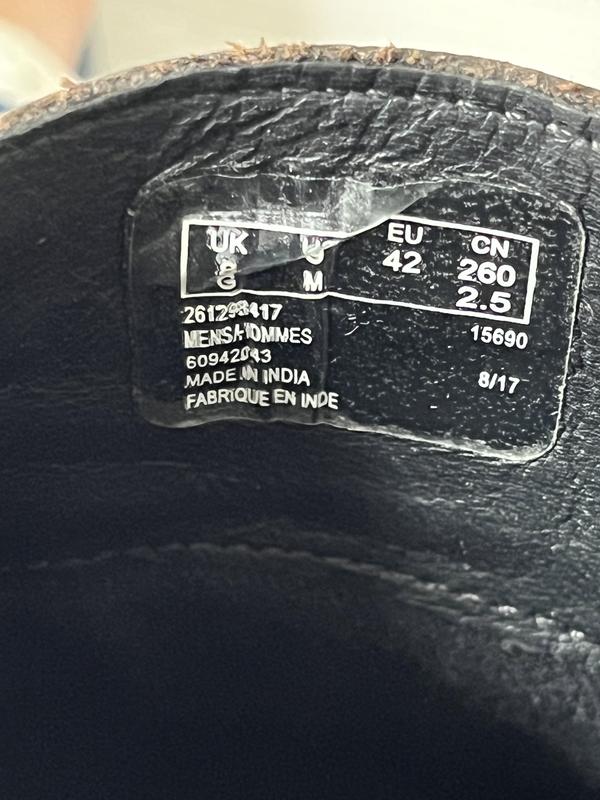 UK EU CN
G M 42 260
2.5
15690
MENS/HOMMES
MADE IN INDIA
8/17
FABRIQUE EN INDE